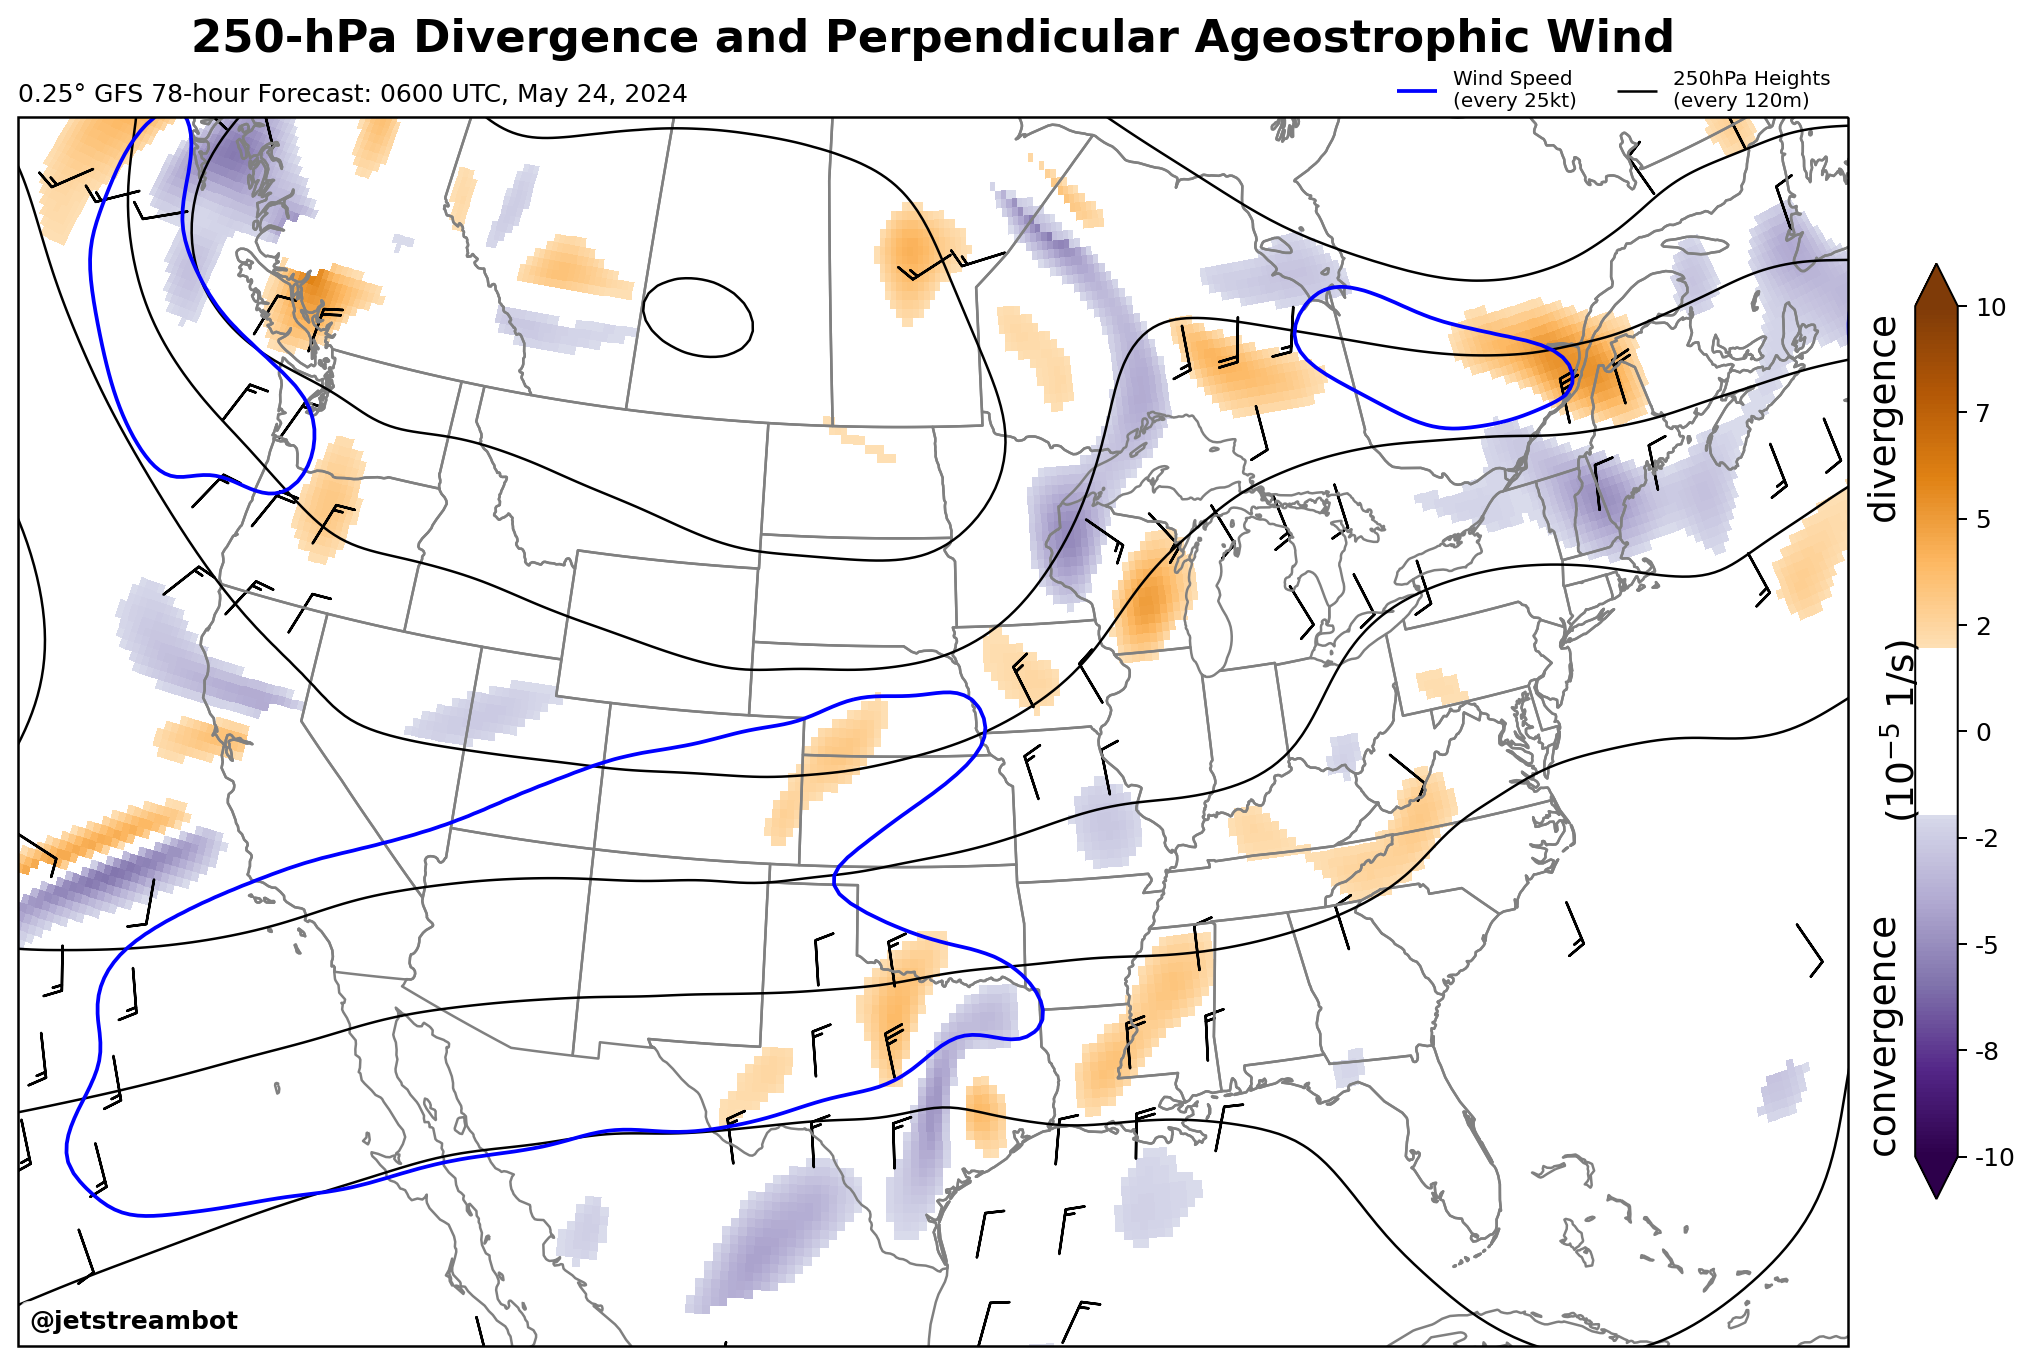 250-hPa Divergence and Perpendicular Ageostrophic Wind
0.25° GFS 78-hour Forecast: 0600 UTC, May 24, 2024
Wind Speed
(every 25kt)
250hPa Heights
(every 120m)
divergence
(10⁻⁵ 1/s)
convergence
10
7
5
2
0
-2
-5
-8
-10
@jetstreambot